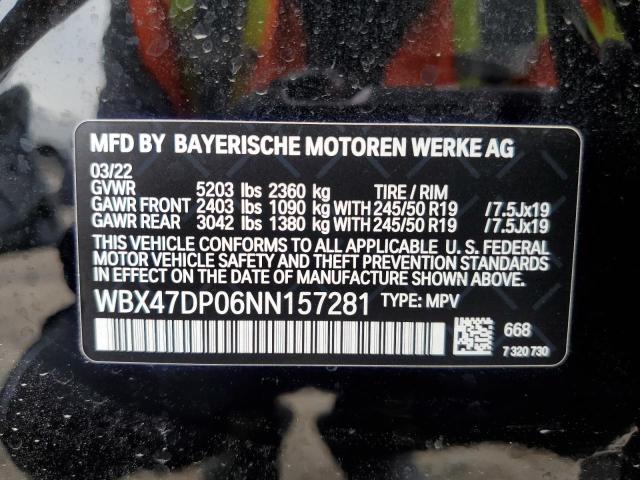 MFD BY BAYERISCHE MOTOREN WERKE AG
03/22
GVWR 5203 lbs 2360 kg TIRE / RIM
GAWR FRONT 2403 lbs 1090 kg WITH 245/50 R19 /7.5Jx19
GAWR REAR 3042 lbs 1380 kg WITH 245/50 R19 /7.5Jx19
THIS VEHICLE CONFORMS TO ALL APPLICABLE U. S. FEDERAL
MOTOR VEHICLE SAFETY AND THEFT PREVENTION STANDARDS
IN EFFECT ON THE DATE OF MANUFACTURE SHOWN ABOVE.
WBX47DP06NN157281 TYPE: MPV
668
7 320 730